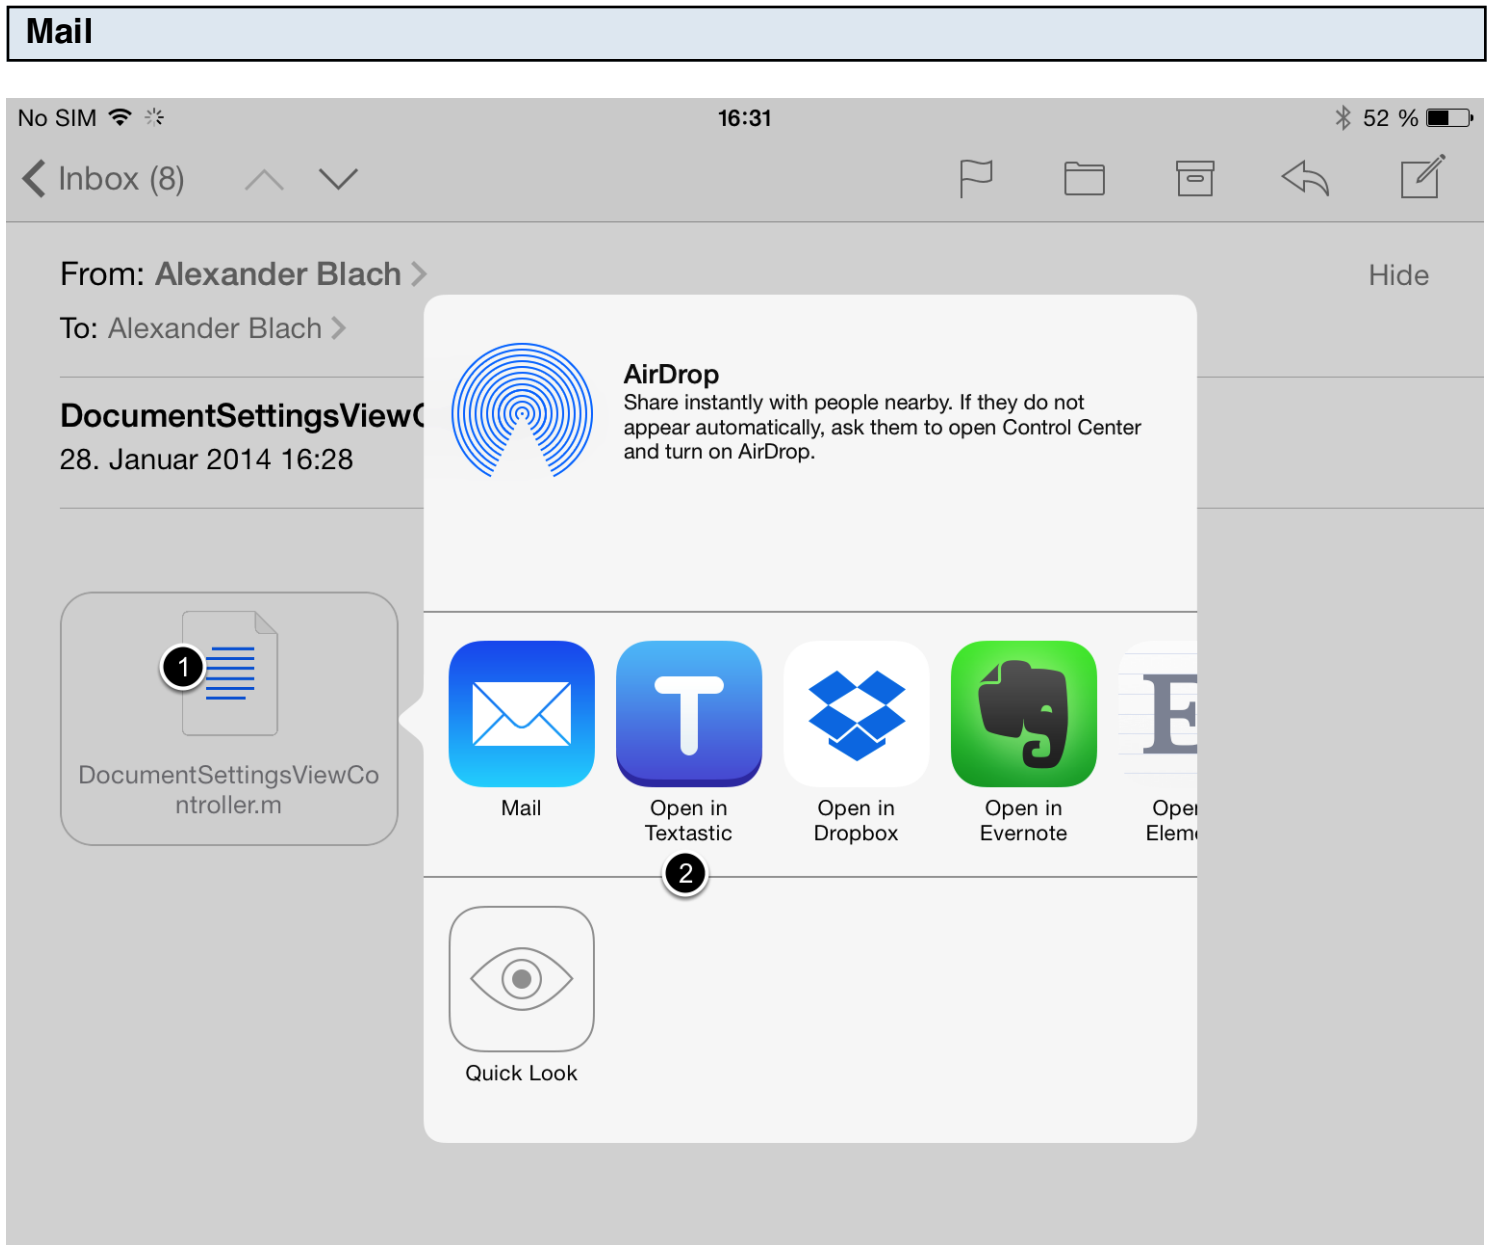 Mail
No SIM
16:31
52 %
Inbox (8)
From: Alexander Blach
Hide
To: Alexander Blach
DocumentSettingsViewC
28. Januar 2014 16:28
AirDrop
Share instantly with people nearby. If they do not
appear automatically, ask them to open Control Center
and turn on AirDrop.
1
DocumentSettingsViewCo
ntroller.m
T
E
Mail
Open in
Textastic
Open in
Dropbox
Open in
Evernote
Ope
Elem
2
Quick Look